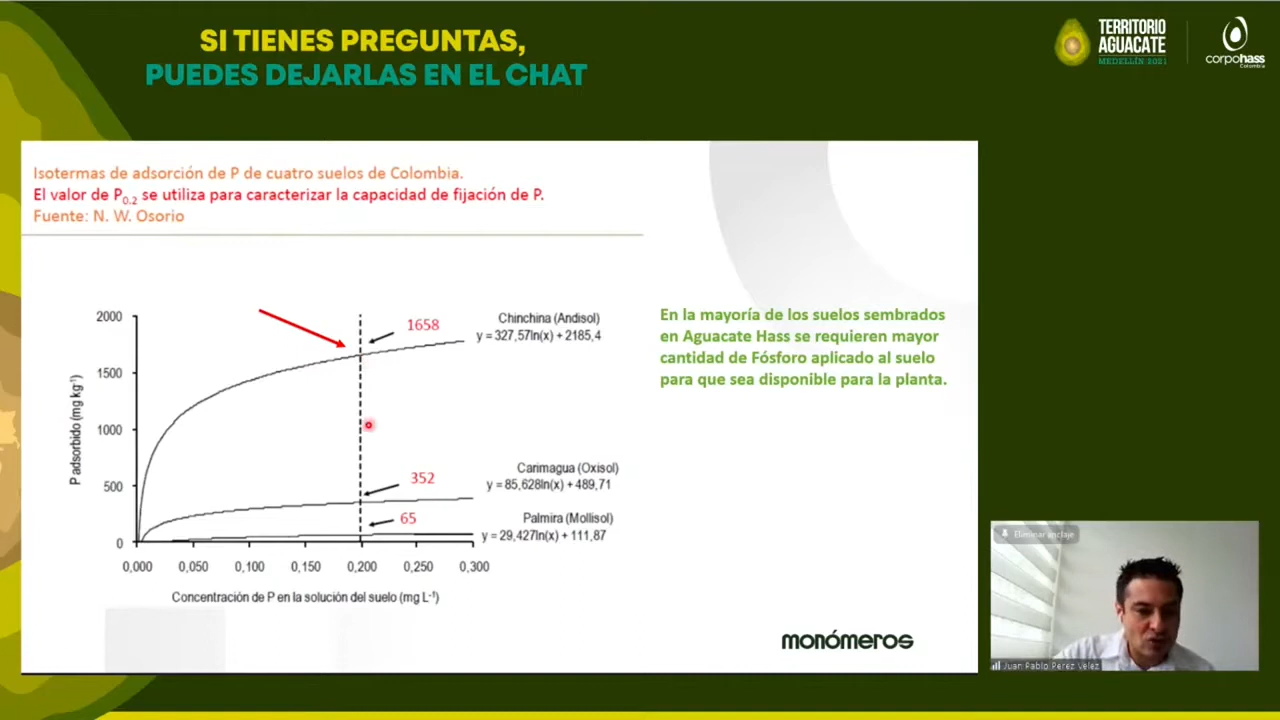 SI TIENES PREGUNTAS,
PUEDES DEJARLAS EN EL CHAT
TERRITORIO
AGUACATE
MEDELLÍN 2021
corpohass
Colombia
Isotermas de adsorción de P de cuatro suelos de Colombia.
El valor de P0.2 se utiliza para caracterizar la capacidad de fijación de P.
Fuente: N. W. Osorio
P adsorbido (mg kg-1)
2000
1500
1000
500
0
1658
Chinchina (Andisol)
y = 327,57ln(x) + 2185,4
352
Carimagua (Oxisol)
y = 85,628ln(x) + 489,71
65
Palmira (Mollisol)
y = 29,427ln(x) + 111,87
0,000 0,050 0,100 0,150 0,200 0,250 0,300
Concentración de P en la solución del suelo (mg L-1)
En la mayoría de los suelos sembrados
en Aguacate Hass se requieren mayor
cantidad de Fósforo aplicado al suelo
para que sea disponible para la planta.
monómeros
Eliminar anclaje
Juan Pablo Perez Velez